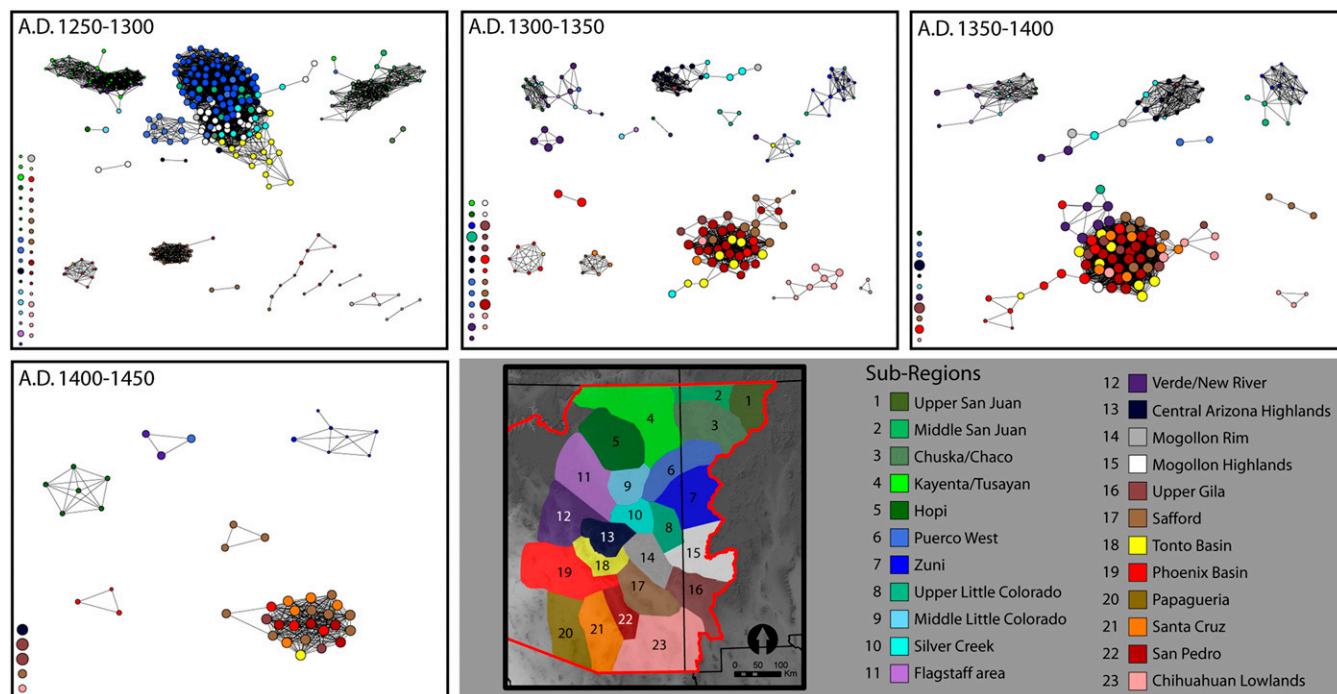 A.D. 1250-1300
A.D. 1300-1350
A.D. 1350-1400
A.D. 1400-1450
1
2
3
4
5
6
7
8
9
10
11
12
13
14
15
16
17
18
19
20
21
22
23
0 50 100
Km
Sub-Regions
1 Upper San Juan
2 Middle San Juan
3 Chuska/Chaco
4 Kayenta/Tusayan
5 Hopi
6 Puerco West
7 Zuni
8 Upper Little Colorado
9 Middle Little Colorado
10 Silver Creek
11 Flagstaff area
12 Verde/New River
13 Central Arizona Highlands
14 Mogollon Rim
15 Mogollon Highlands
16 Upper Gila
17 Safford
18 Tonto Basin
19 Phoenix Basin
20 Papagueria
21 Santa Cruz
22 San Pedro
23 Chihuahuan Lowlands